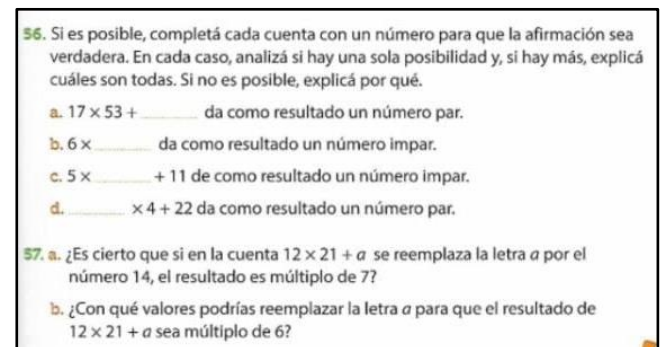 56. Si es posible, completá cada cuenta con un número para que la afirmación sea
verdadera. En cada caso, analizá si hay una sola posibilidad y, si hay más, explicá
cuáles son todas. Si no es posible, explicá por qué.
a. 17 × 53 + ________ da como resultado un número par.
b. 6 × ________ da como resultado un número impar.
c. 5 × ________ + 11 de como resultado un número impar.
d. ________ × 4 + 22 da como resultado un número par.
57. a. ¿Es cierto que si en la cuenta 12 × 21 + a se reemplaza la letra a por el
número 14, el resultado es múltiplo de 7?
b. ¿Con qué valores podrías reemplazar la letra a para que el resultado de
12 × 21 + a sea múltiplo de 6?